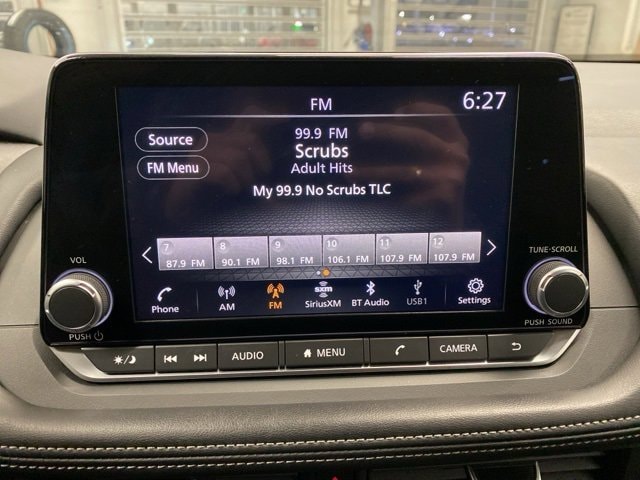 FM
6:27
Source
99.9 FM
Scrubs
FM Menu
Adult Hits
My 99.9 No Scrubs TLC
7 8 9 10 11 12
87.9 FM 90.1 FM 98.1 FM 106.1 FM 107.9 FM 107.9 FM
VOL
TUNE·SCROLL
sxm
Phone AM FM SiriusXM BT Audio USB1 Settings
PUSH
PUSH SOUND
AUDIO MENU CAMERA